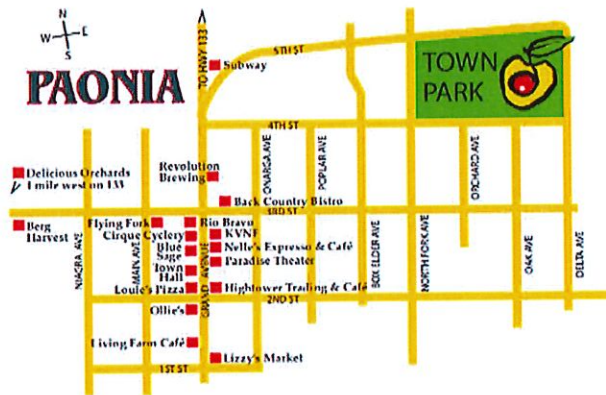 N
E
S
PAONIA
TO HWY 133
Subway
5TH ST
TOWN
PARK
4TH ST
Delicious Orchards
1 mile west on 133
Revolution
Brewing
ONARGA AVE
POPLAR AVE
ORCHARD AVE
Back Country Bistro
3RD ST
Berg
Harvest
NIAGRA AVE
Flying Fork
Cirque Cyclery
Blue
Sage
Town
Hall
Louie's Pizza
MAIN AVE
Rio Bravo
KVNF
Nelle's Espresso & Café
Paradise Theater
Hightower Trading & Café
GRAND AVENUE
BOX ELDER AVE
NORTH FORK AVE
OAK AVE
DELTA AVE
2ND ST
Ollie's
Living Farm Café
Lizzy's Market
1ST ST